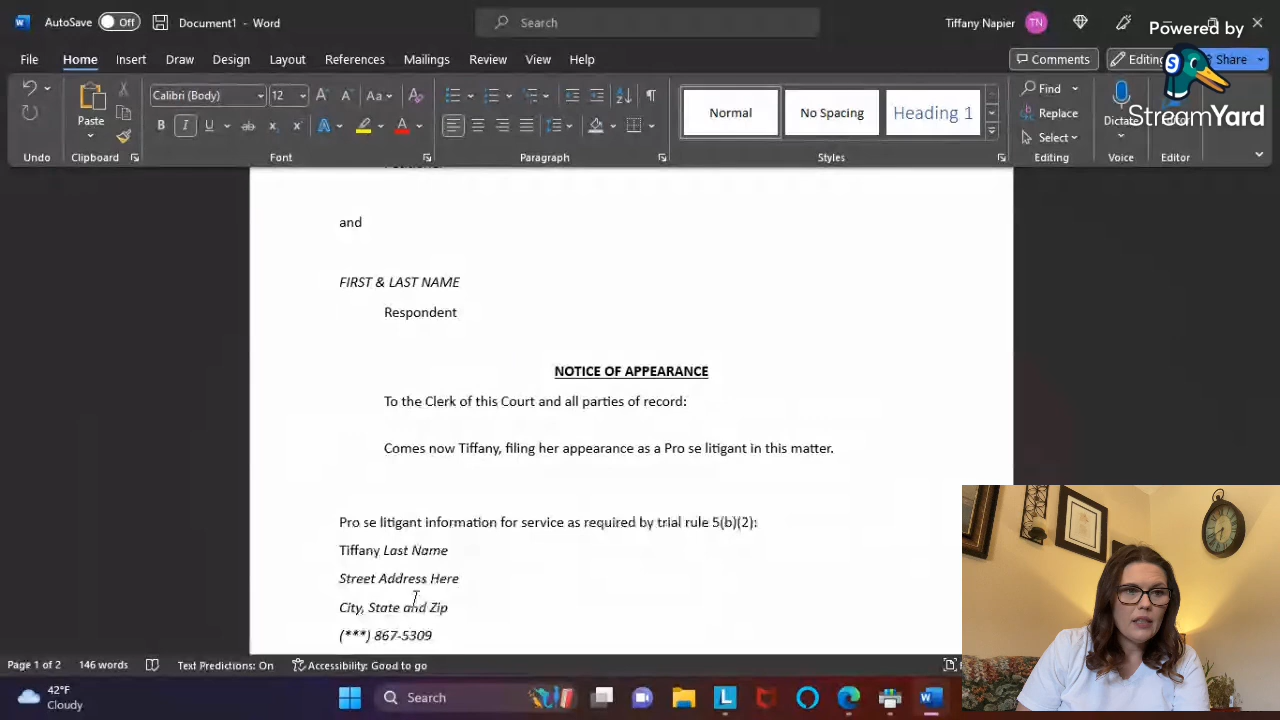 AutoSave Off Document1 - Word Search Tiffany Napier TN
Powered by
StreamYard
File Home Insert Draw Design Layout References Mailings Review View Help Comments Editing Share
Calibri (Body) 12 Aa
Paste
B I U ab A A
Normal No Spacing Heading 1
Find
Replace
Select
Dictate
Undo Clipboard Font Paragraph Styles Editing Voice Editor
and
FIRST & LAST NAME
Respondent
NOTICE OF APPEARANCE
To the Clerk of this Court and all parties of record:
Comes now Tiffany, filing her appearance as a Pro se litigant in this matter.
Pro se litigant information for service as required by trial rule 5(b)(2):
Tiffany Last Name
Street Address Here
City, State and Zip
(***) 867-5309
Page 1 of 2 146 words Text Predictions: On Accessibility: Good to go
42°F
Cloudy
Search